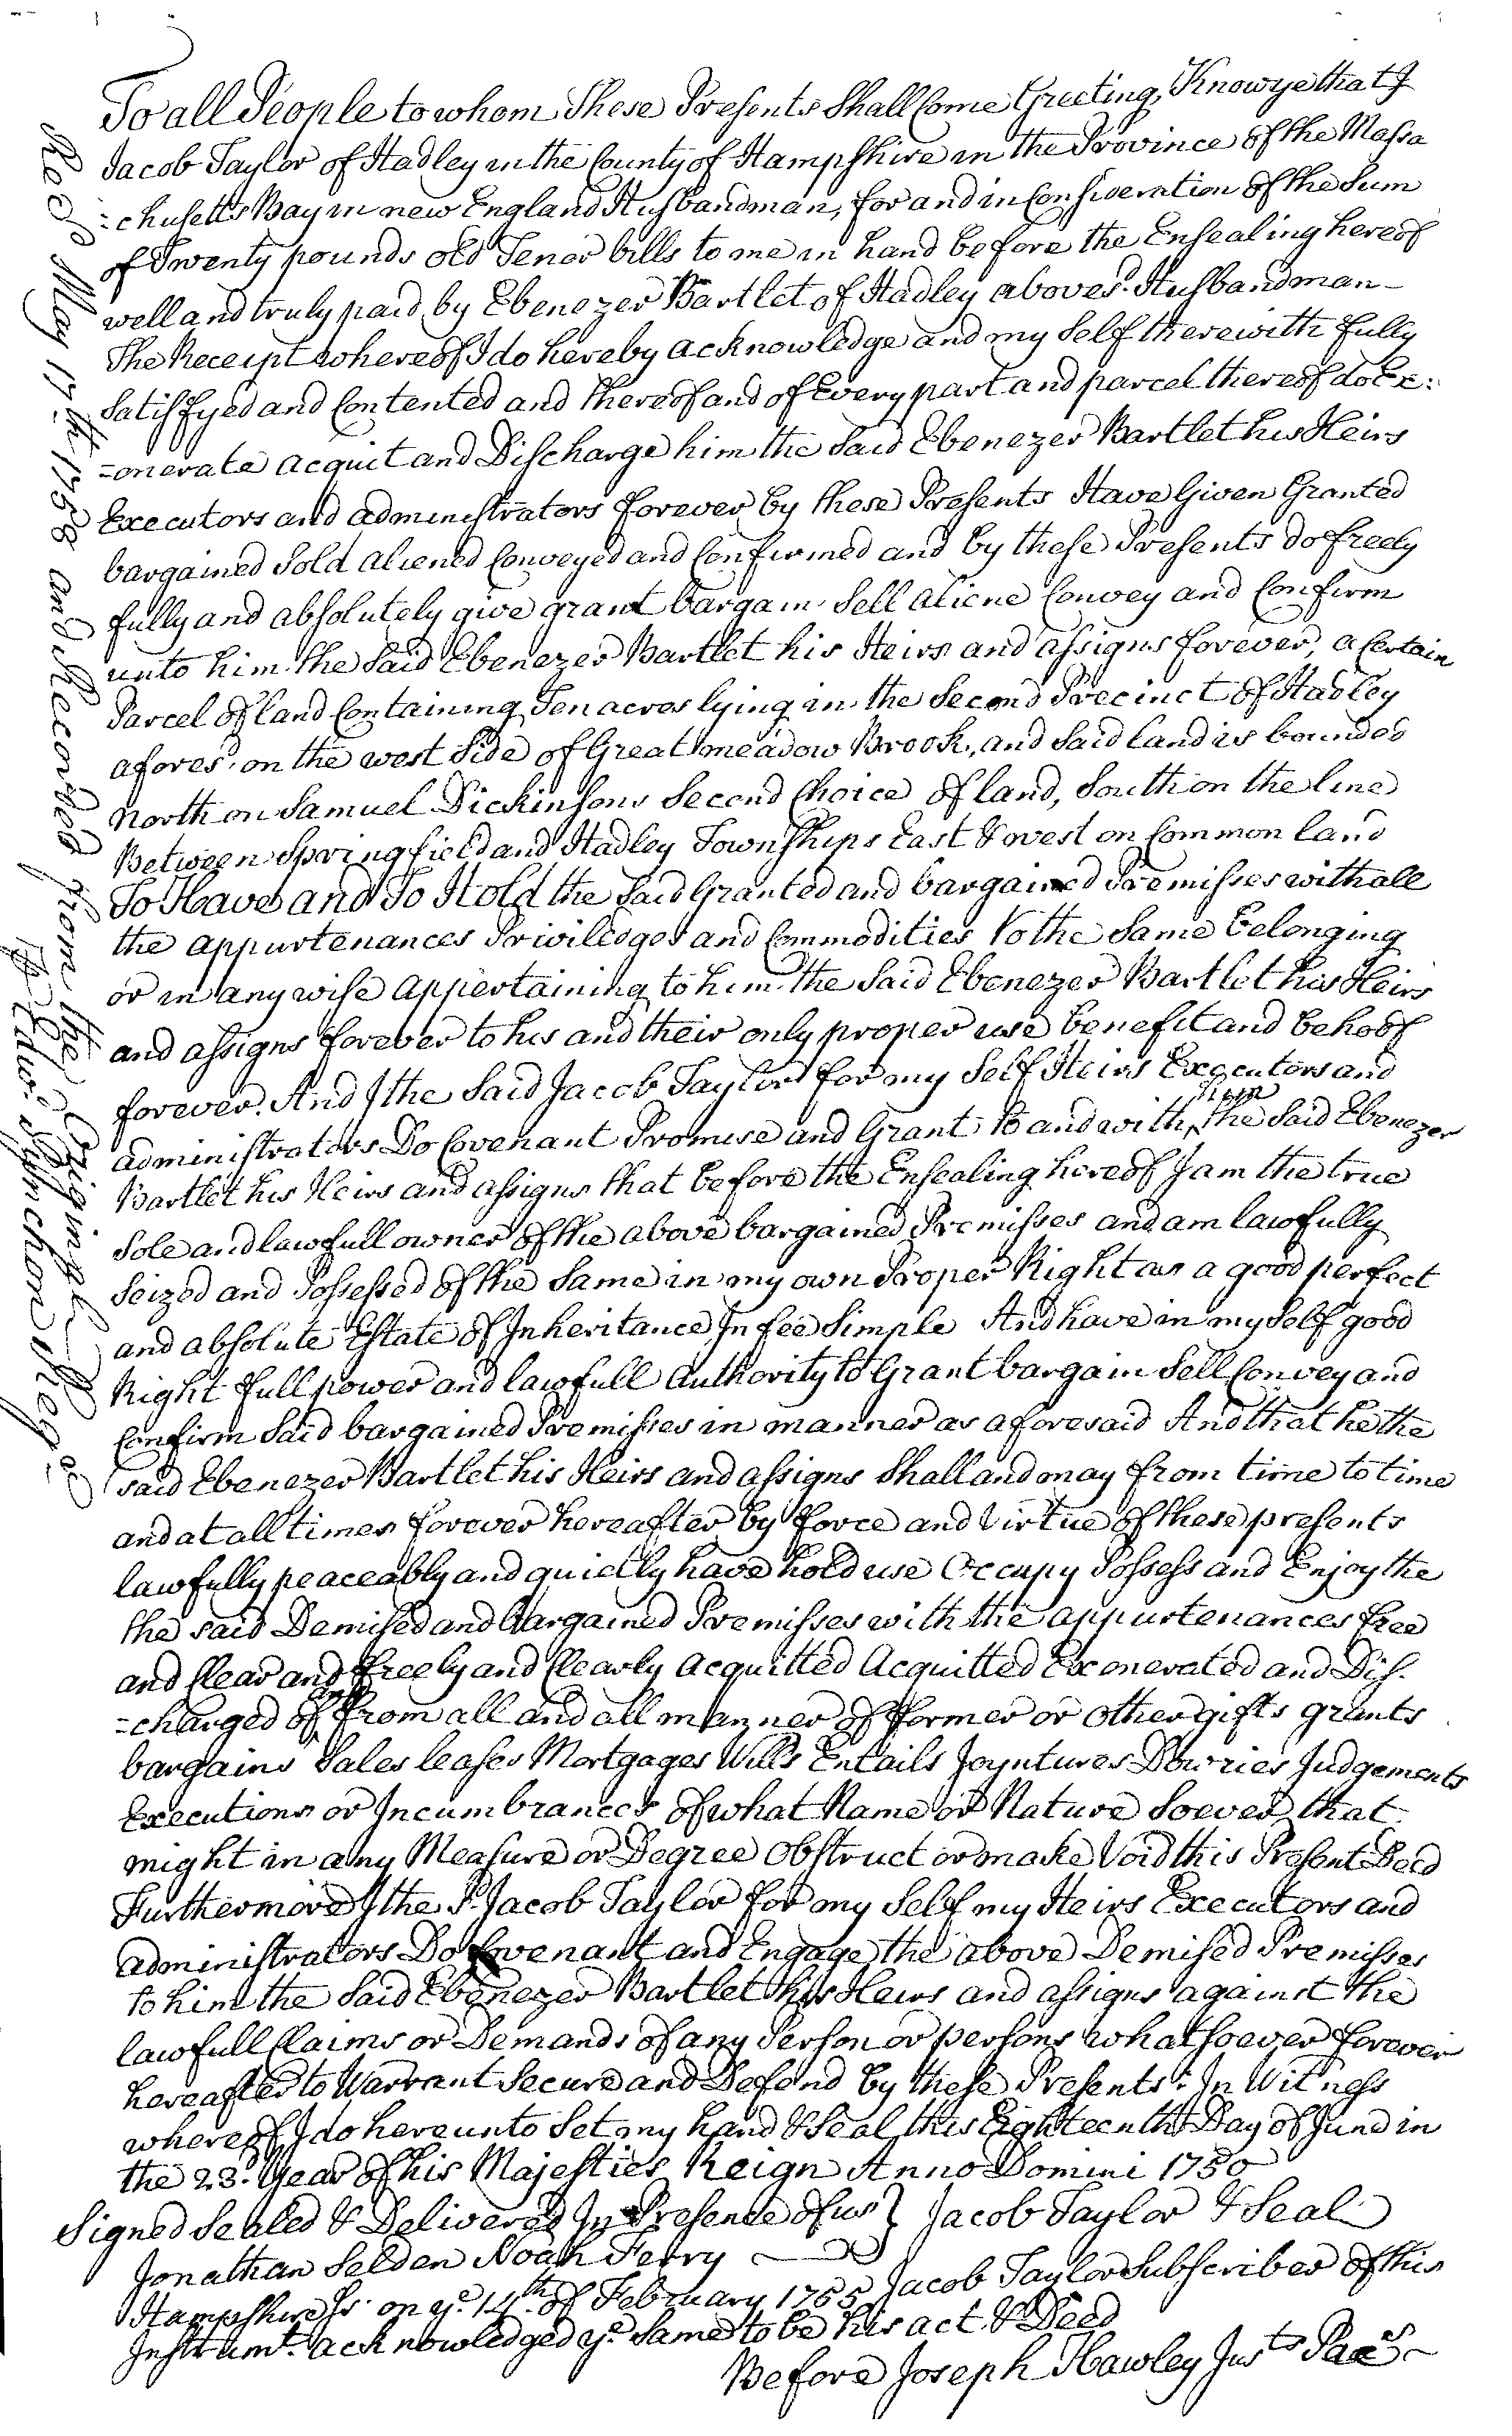 To all People to whom These Presents Shall Come Greeting, Know ye that I
Jacob Taylor of Hadley in the County of Hampshire in the Province of the Massa
=chusetts Bay in new England Husbandman, for and in Consideration of the Sum
of Twenty pounds old Tenor bills to me in hand before the Ensealing hereof
well and truly paid by Ebenezer Bartlet of Hadley aboves.d Husbandman -
The Receipt whereof I do hereby acknowledge and my Self therewith fully
Satisfyed and Contented and thereof and of Every part and parcel thereof do Ex:
=onerate acquit and Discharge him the Said Ebenezer Bartlet his Heirs
Executors and administrators forever by these Presents Have Given Granted
bargained Sold aliened Conveyed and Confirmed and by these Presents do freely
fully and absolutely give grant bargain Sell aliene Convey and Confirm
unto him the Said Ebenezer Bartlet his Heirs and assigns forever, a Certain
Parcel of land Containing Ten acres lying in the Second Precinct of Hadley
afores.d on the west Side of Great meadow Brook, and Said land is bounded
North on Samuel Dickinsons Second Choice of land, South on the line
Between Springfield and Hadley Townships East & west on Common land
To Have and To Hold the Said Granted and bargained Premisses with all
the appurtenances Priviledges and Commodities to the Same belonging
or in any wise appertaining to him the Said Ebenezer Bartlet his Heirs
and assigns forever to his and their only proper use benefit and behoof
forever. And I the Said Jacob Taylor for my Self Heirs Executors and
administrators Do Covenant Promise and Grant to and with him the Said Ebenezer
Bartlet his Heirs and assigns that before the Ensealing hereof I am the true
Sole and lawfull owner of the above bargained Premisses and am lawfully
Seized and Possessed of the Same in my own Proper Right as a good perfect
and absolute Estate of Inheritance In fee Simple And have in my Self good
Right full power and lawfull Authority to Grant bargain Sell Convey and
Confirm Said bargained Premisses in manner as aforesaid And that he the
said Ebenezer Bartlet his Heirs and assigns Shall and may from time to time
and at all times forever hereafter by force and Virtue of these presents
lawfully peaceably and quietly have hold use Occupy Possess and Enjoy the
the said Demised and bargained Premisses with the appurtenances free
and Clear and freely and Clearly Acquitted Acquitted Exonerated and Dis-
=charged of and from all and all manner of former or other gifts grants
bargains Sales leases Mortgages Wills Entails Joyntures Dowries Judgements
Executions or Incumbrances of what Name or Nature Soever that
might in any Measure or Degree Obstruct or make Void this Present Deed
Furthermore I the S.d Jacob Taylor for my Self my Heirs Executors and
administrators Do Covenant and Engage the above Demised Premisses
to him the Said Ebenezer Bartlet his Heirs and assigns against the
lawfull Claims or Demands of any Person or persons whatsoever forever
hereafter to Warrant Secure and Defend by these Presents: In Witness
whereof I do hereunto Set my hand & Seal this Eighteenth Day of June in
the 23.d Year of his Majesties Reign Anno Domini 1750
Signed Sealed & Delivered In Presence of us } Jacob Taylor & Seal
Jonathan Selden Noah Ferry
Hampshire Ss. on y.e 14.th of February 1755 Jacob Taylor Subscriber of this
Instrum.t acknowledged y.e Same to be his act & Deed
Before Joseph Hawley Jus.ts Paces
Rec.d May 17.th 1758 and Recorded from the Originall
P Edw.d Pynchon Reg.r